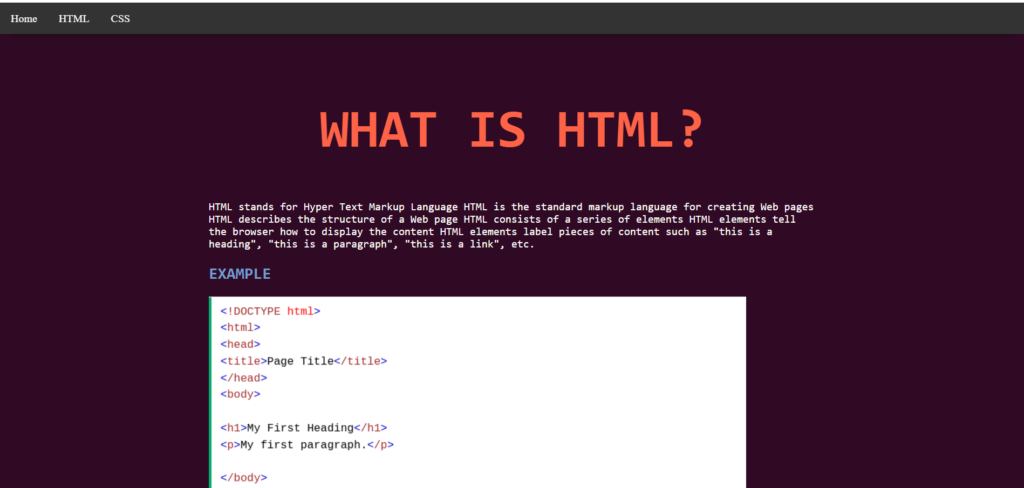 Home HTML CSS
WHAT IS HTML?
HTML stands for Hyper Text Markup Language HTML is the standard markup language for creating Web pages
HTML describes the structure of a Web page HTML consists of a series of elements HTML elements tell
the browser how to display the content HTML elements label pieces of content such as "this is a
heading", "this is a paragraph", "this is a link", etc.
EXAMPLE
<!DOCTYPE html>
<html>
<head>
<title>Page Title</title>
</head>
<body>
<h1>My First Heading</h1>
<p>My first paragraph.</p>
</body>